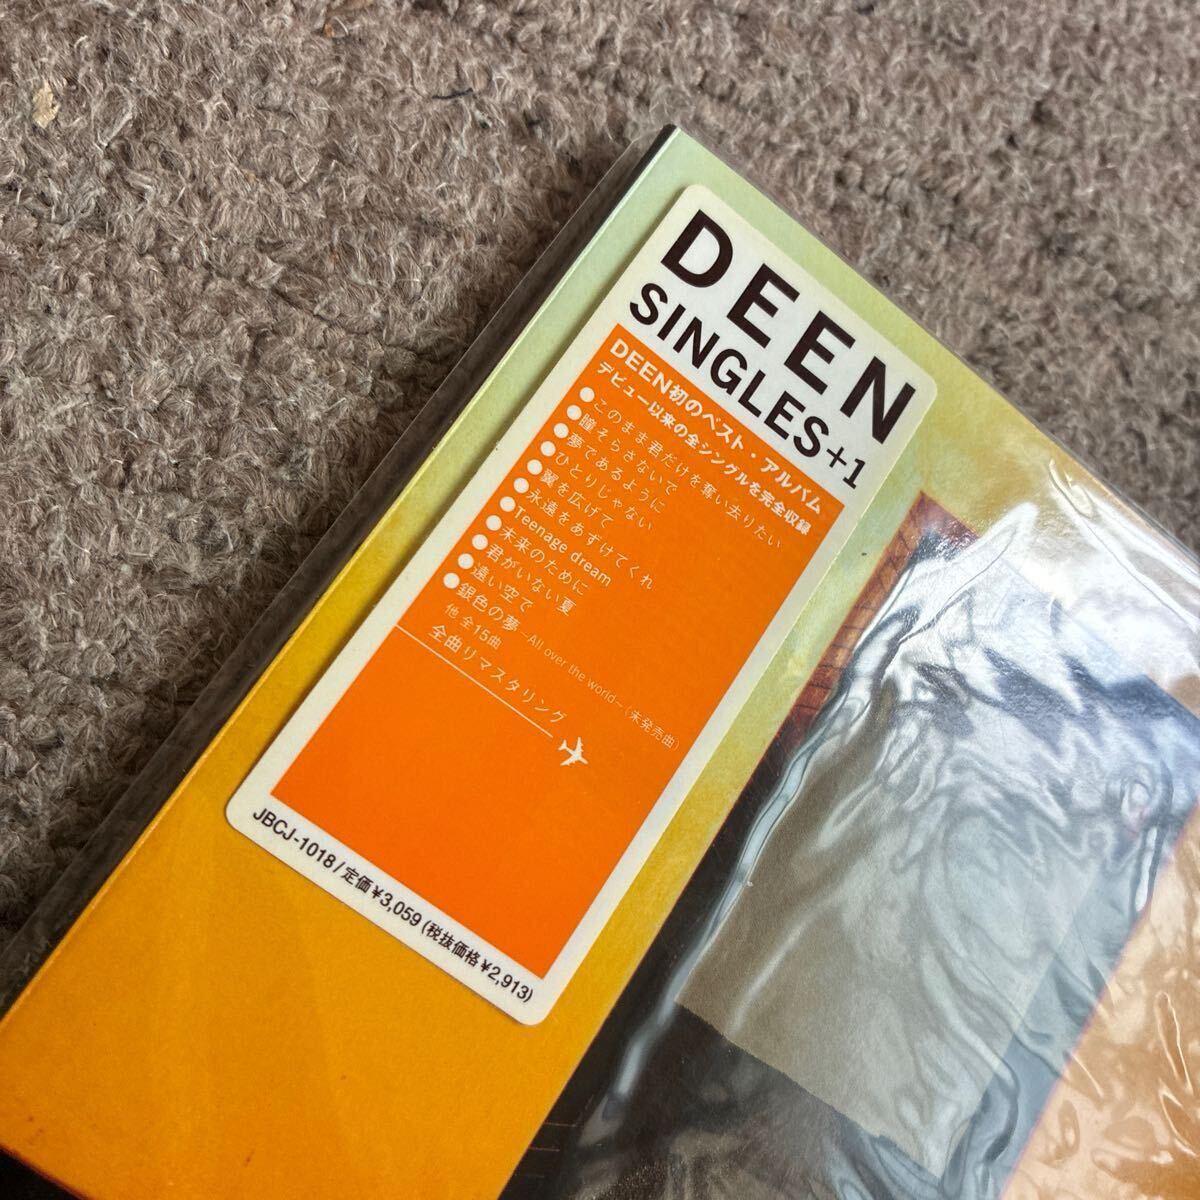 DEEN
SINGLES+1
DEEN初のベスト・アルバム
デビュー以来の全シングルを完全収録
●このまま君だけを奪い去りたい
●瞳そらさないで
●夢であるように
●ひとりじゃない
●翼を広げて
●永遠をあずけてくれ
●Teenage dream
●未来のために
●君がいない夏
●遠い空で
●銀色の夢~All over the world~(未発売曲)
他 全15曲
全曲リマスタリング
JBCJ-1018/定価¥3,059(税抜価格¥2,913)